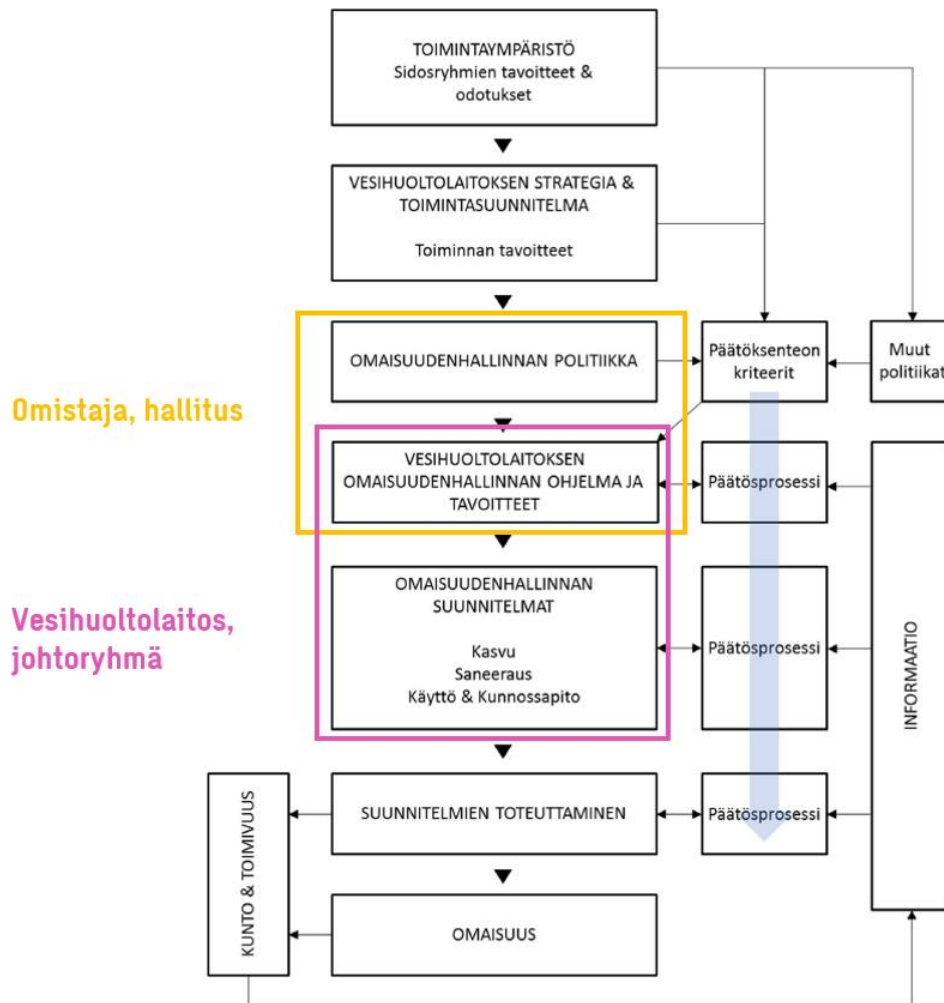 TOIMINTAYMPÄRISTÖ
Sidosryhmien tavoitteet &
odotukset
VESIHUOLTOLAITOKSEN STRATEGIA &
TOIMINTASUUNNITELMA
Toiminnan tavoitteet
OMAISUUDENHALLINNAN POLITIIKKA
Päätöksenteon
kriteerit
Muut
politiikat
Omistaja, hallitus
VESIHUOLTOLAITOKSEN
OMAISUUDENHALLINNAN OHJELMA JA
TAVOITTEET
Päätösprosessi
OMAISUUDENHALLINNAN
SUUNNITELMAT
Kasvu
Saneeraus
Käyttö & Kunnossapito
Päätösprosessi
Vesihuoltolaitos,
johtoryhmä
INFORMAATIO
SUUNNITELMIEN TOTEUTTAMINEN
Päätösprosessi
KUNTO & TOIMIVUUS
OMAISUUS